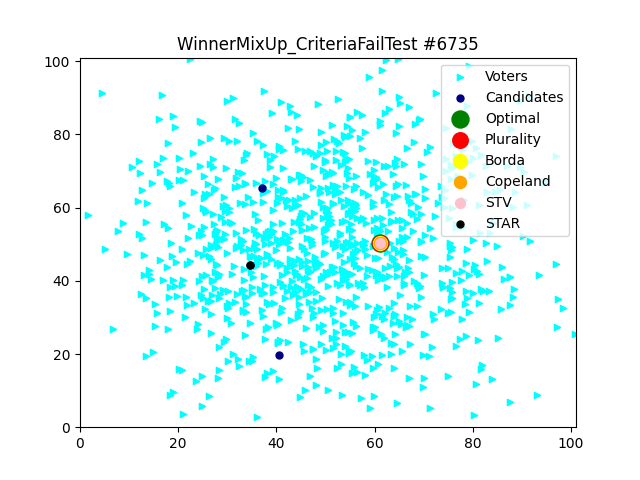 WinnerMixUp_CriteriaFailTest #6735
100
80
60
40
20
0
0
20
40
60
80
100
Voters
Candidates
Optimal
Plurality
Borda
Copeland
STV
STAR